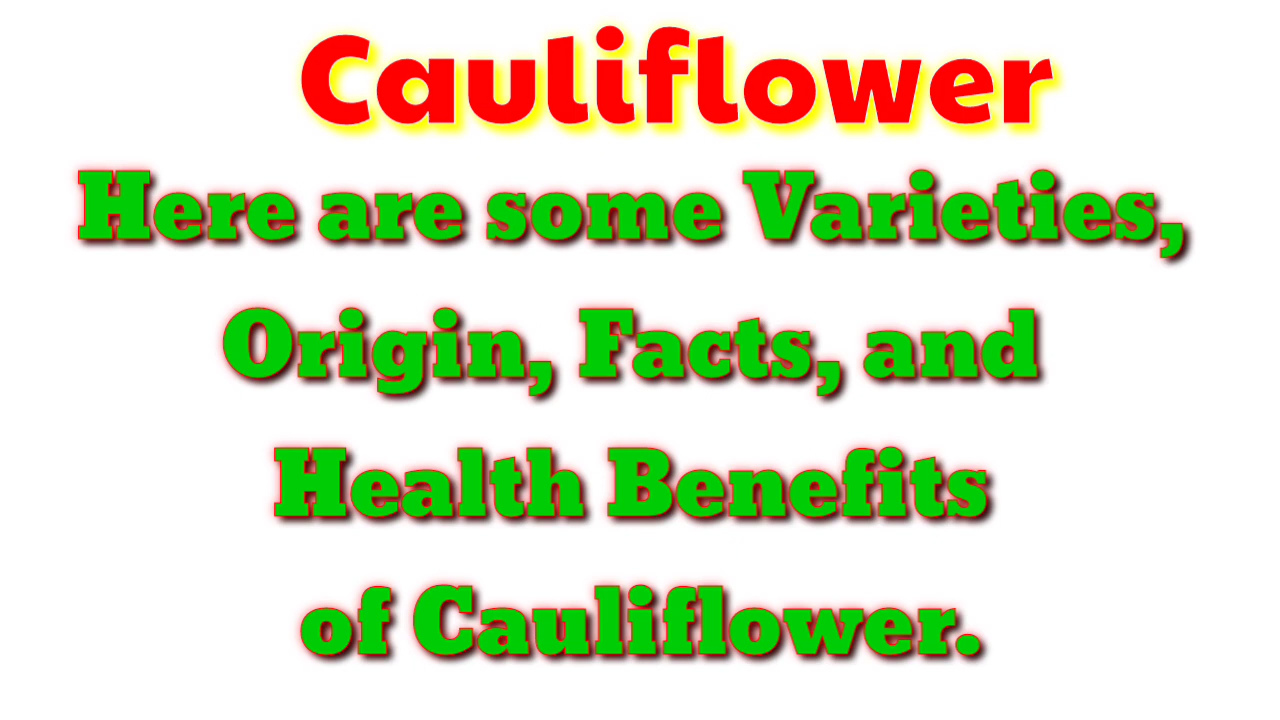 Cauliflower
Here are some Varieties,
Origin, Facts, and
Health Benefits
of Cauliflower.